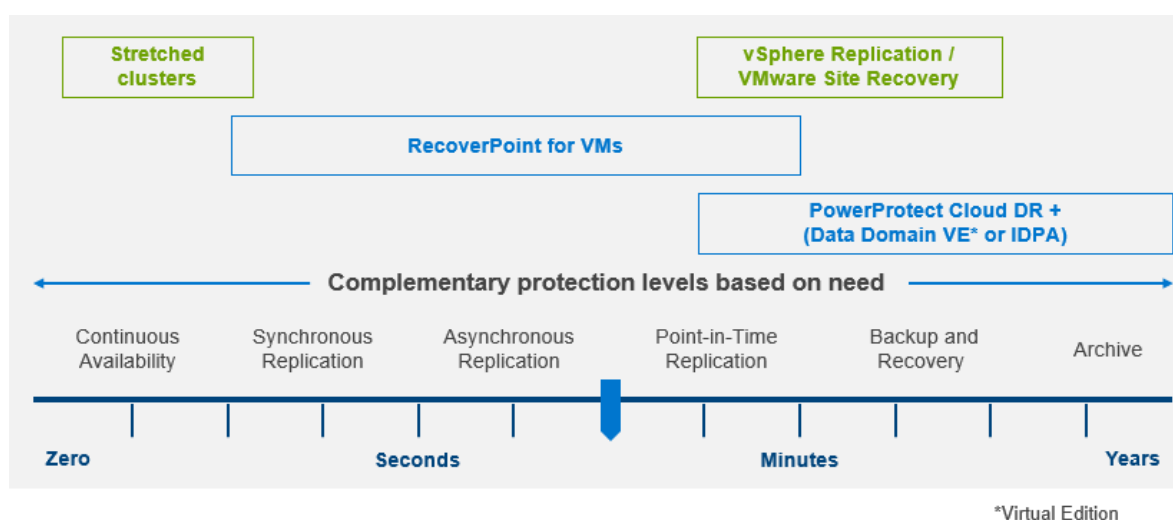 Stretched
clusters
vSphere Replication /
VMware Site Recovery
RecoverPoint for VMs
PowerProtect Cloud DR +
(Data Domain VE* or IDPA)
Complementary protection levels based on need
Continuous
Availability
Synchronous
Replication
Asynchronous
Replication
Point-in-Time
Replication
Backup and
Recovery
Archive
Zero
Seconds
Minutes
Years
*Virtual Edition